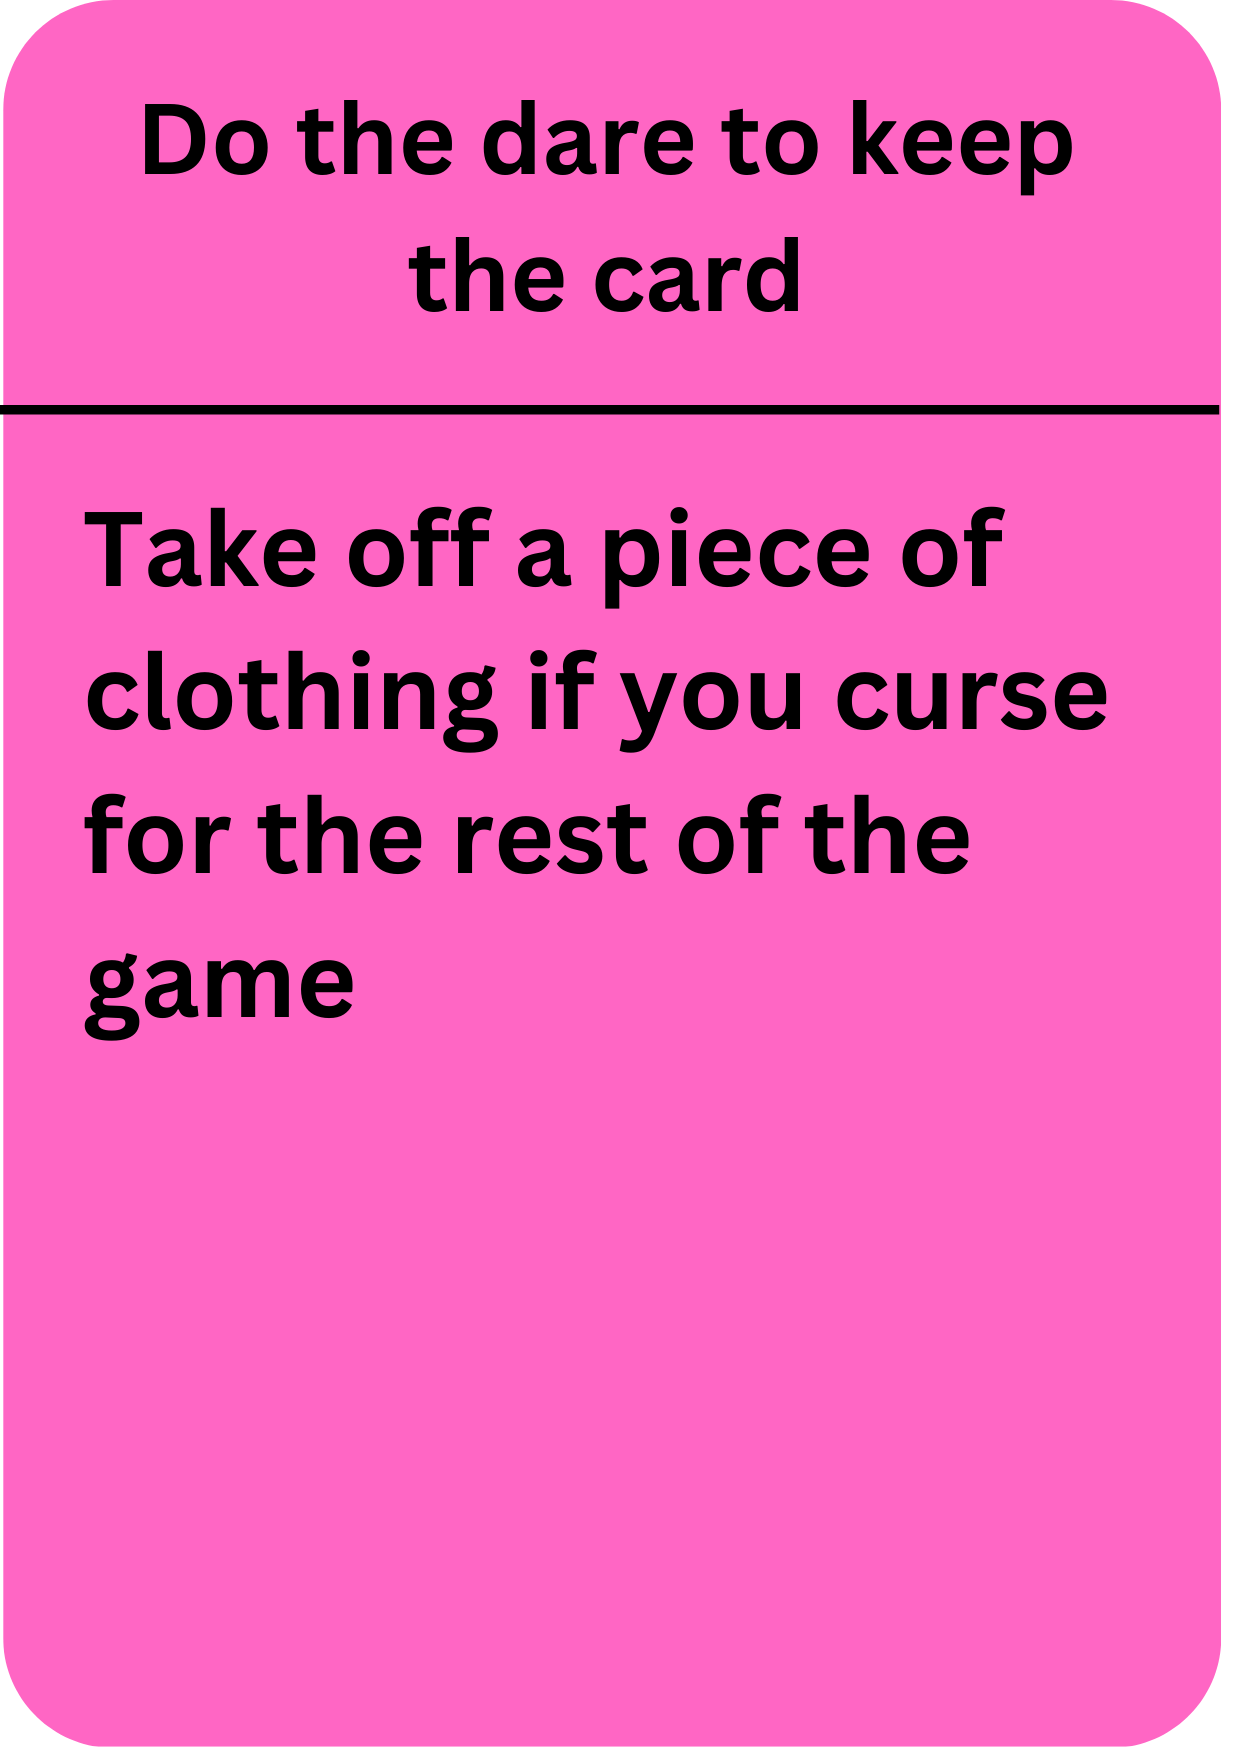 Do the dare to keep
the card
Take off a piece of
clothing if you curse
for the rest of the
game